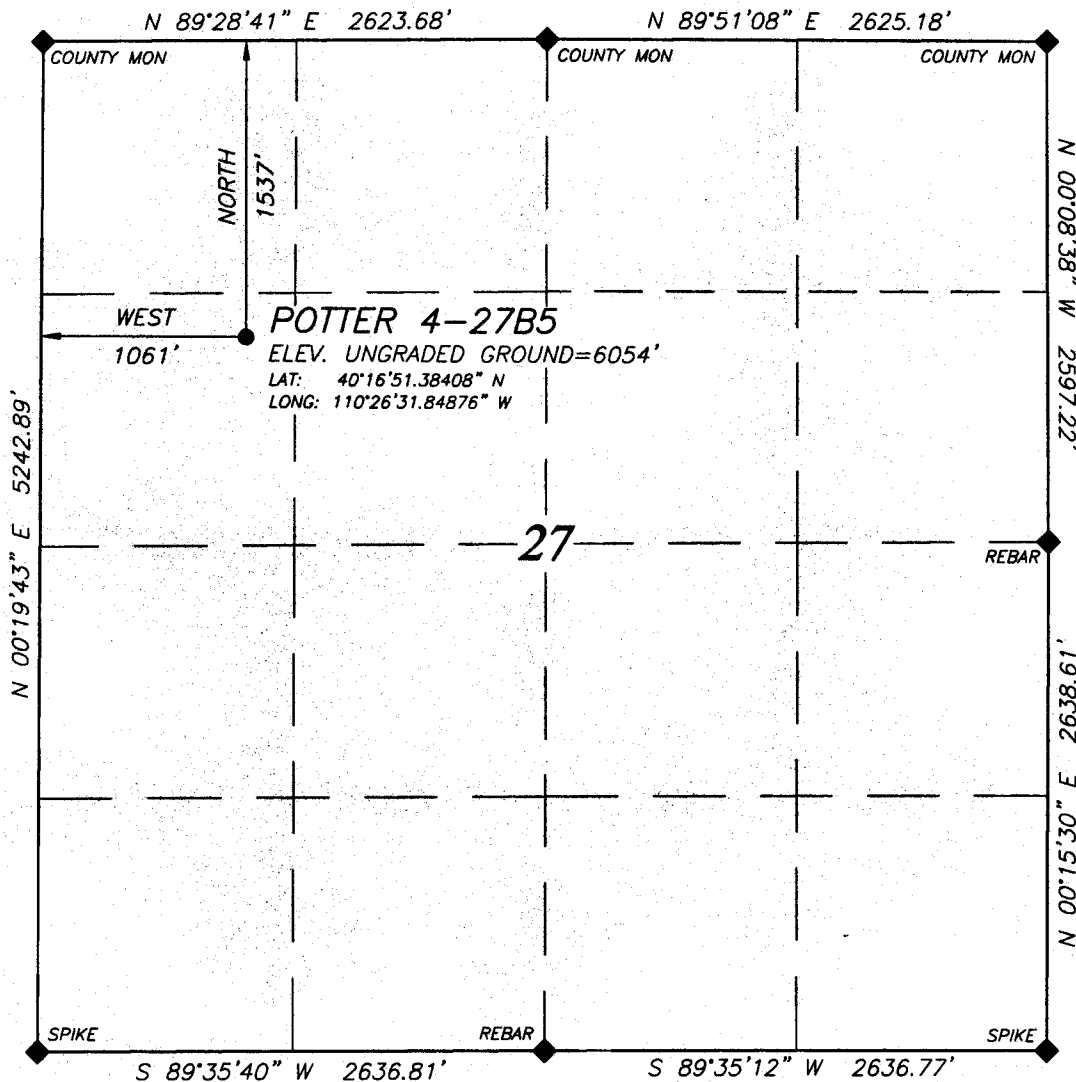 N 89°28'41" E 2623.68'
N 89°51'08" E 2625.18'
COUNTY MON
COUNTY MON
COUNTY MON
NORTH
1537'
N 00°08'38" W 2597.22'
WEST
1061'
POTTER 4-27B5
ELEV. UNGRADED GROUND=6054'
LAT: 40°16'51.38408" N
LONG: 110°26'31.84876" W
N 00°19'43" E 5242.89'
27
REBAR
N 00°15'30" E 2638.61'
SPIKE
REBAR
SPIKE
S 89°35'40" W 2636.81'
S 89°35'12" W 2636.77'